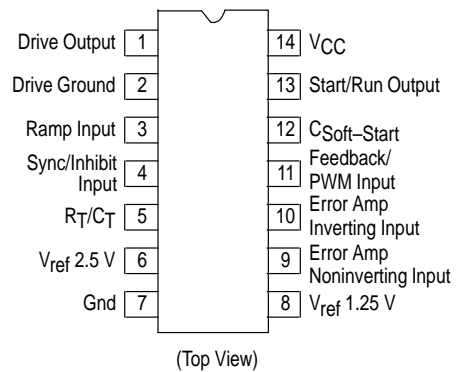 Drive Output 1
14 VCC
Drive Ground 2
13 Start/Run Output
Ramp Input 3
12 CSoft–Start
Sync/Inhibit
Input 4
11 Feedback/
PWM Input
RT/CT 5
10 Error Amp
Inverting Input
Vref 2.5 V 6
9 Error Amp
Noninverting Input
Gnd 7
8 Vref 1.25 V
(Top View)